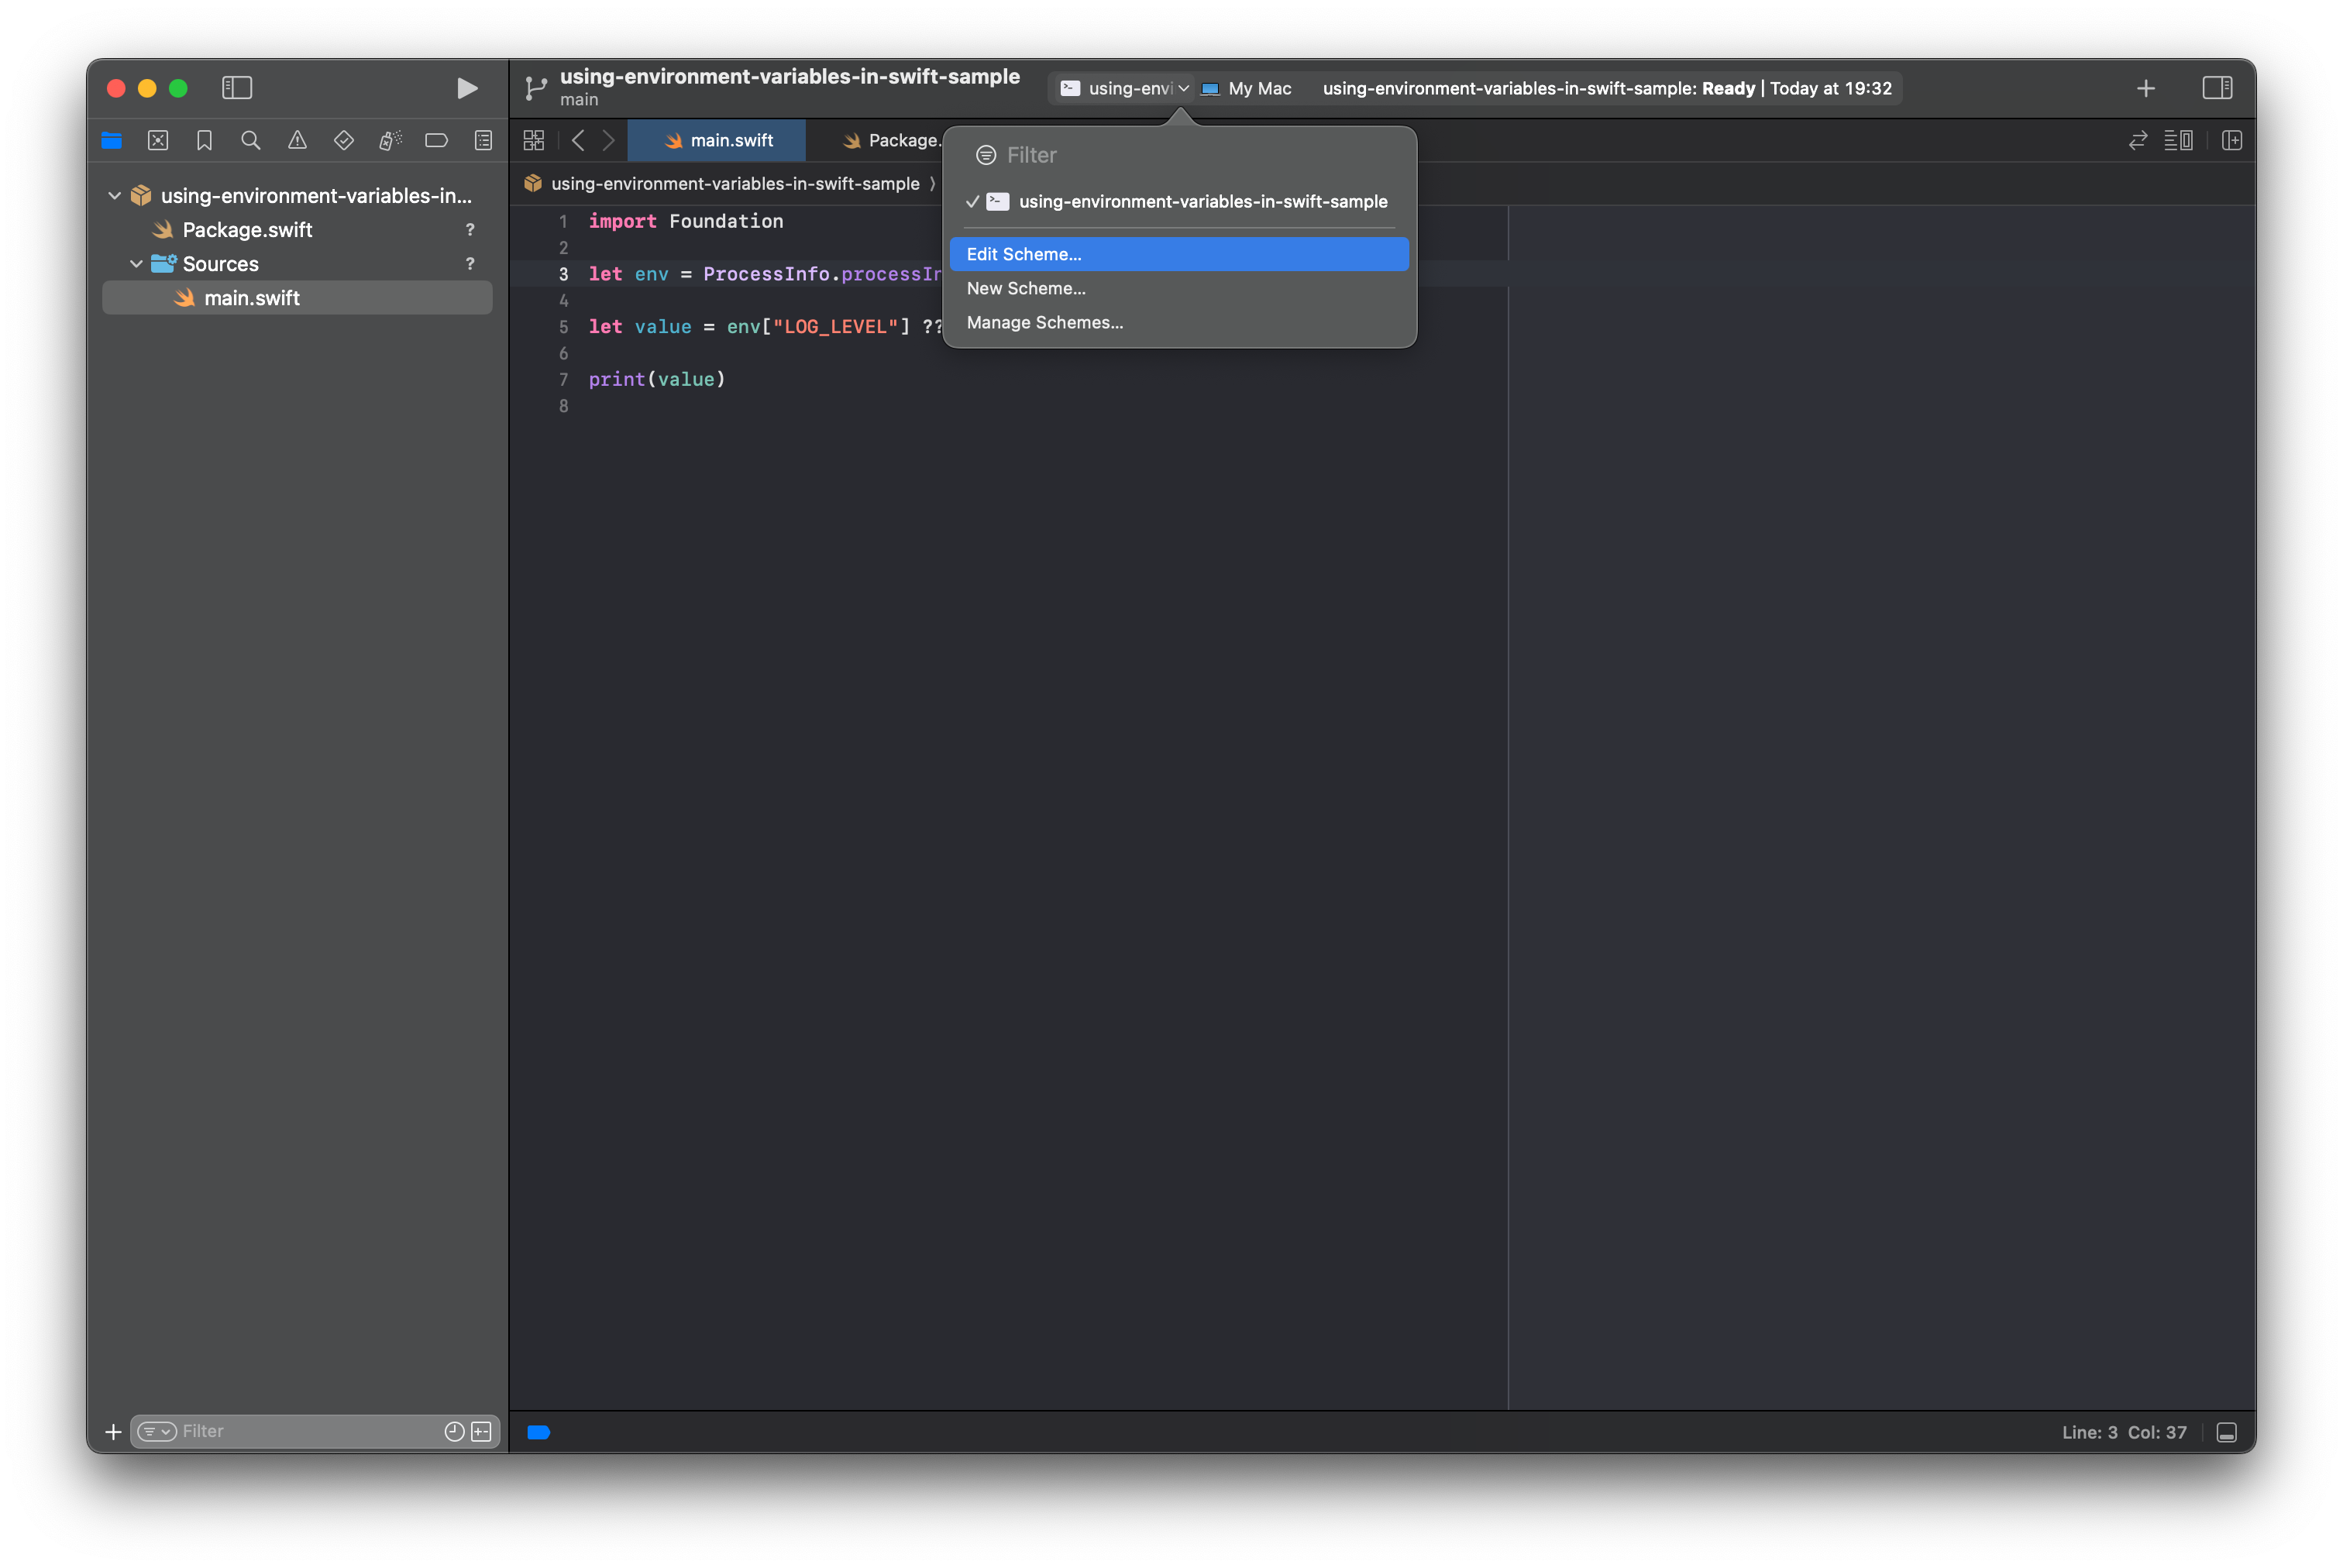 using-environment-variables-in-swift-sample
main
using-envi
My Mac
using-environment-variables-in-swift-sample: Ready | Today at 19:32
main.swift
Package.
using-environment-variables-in...
Package.swift ?
Sources ?
main.swift
using-environment-variables-in-swift-sample
Filter
using-environment-variables-in-swift-sample
Edit Scheme...
New Scheme...
Manage Schemes...
1 import Foundation
2
3 let env = ProcessInfo.processIn
4
5 let value = env["LOG_LEVEL"] ??
6
7 print(value)
8
Filter
Line: 3 Col: 37